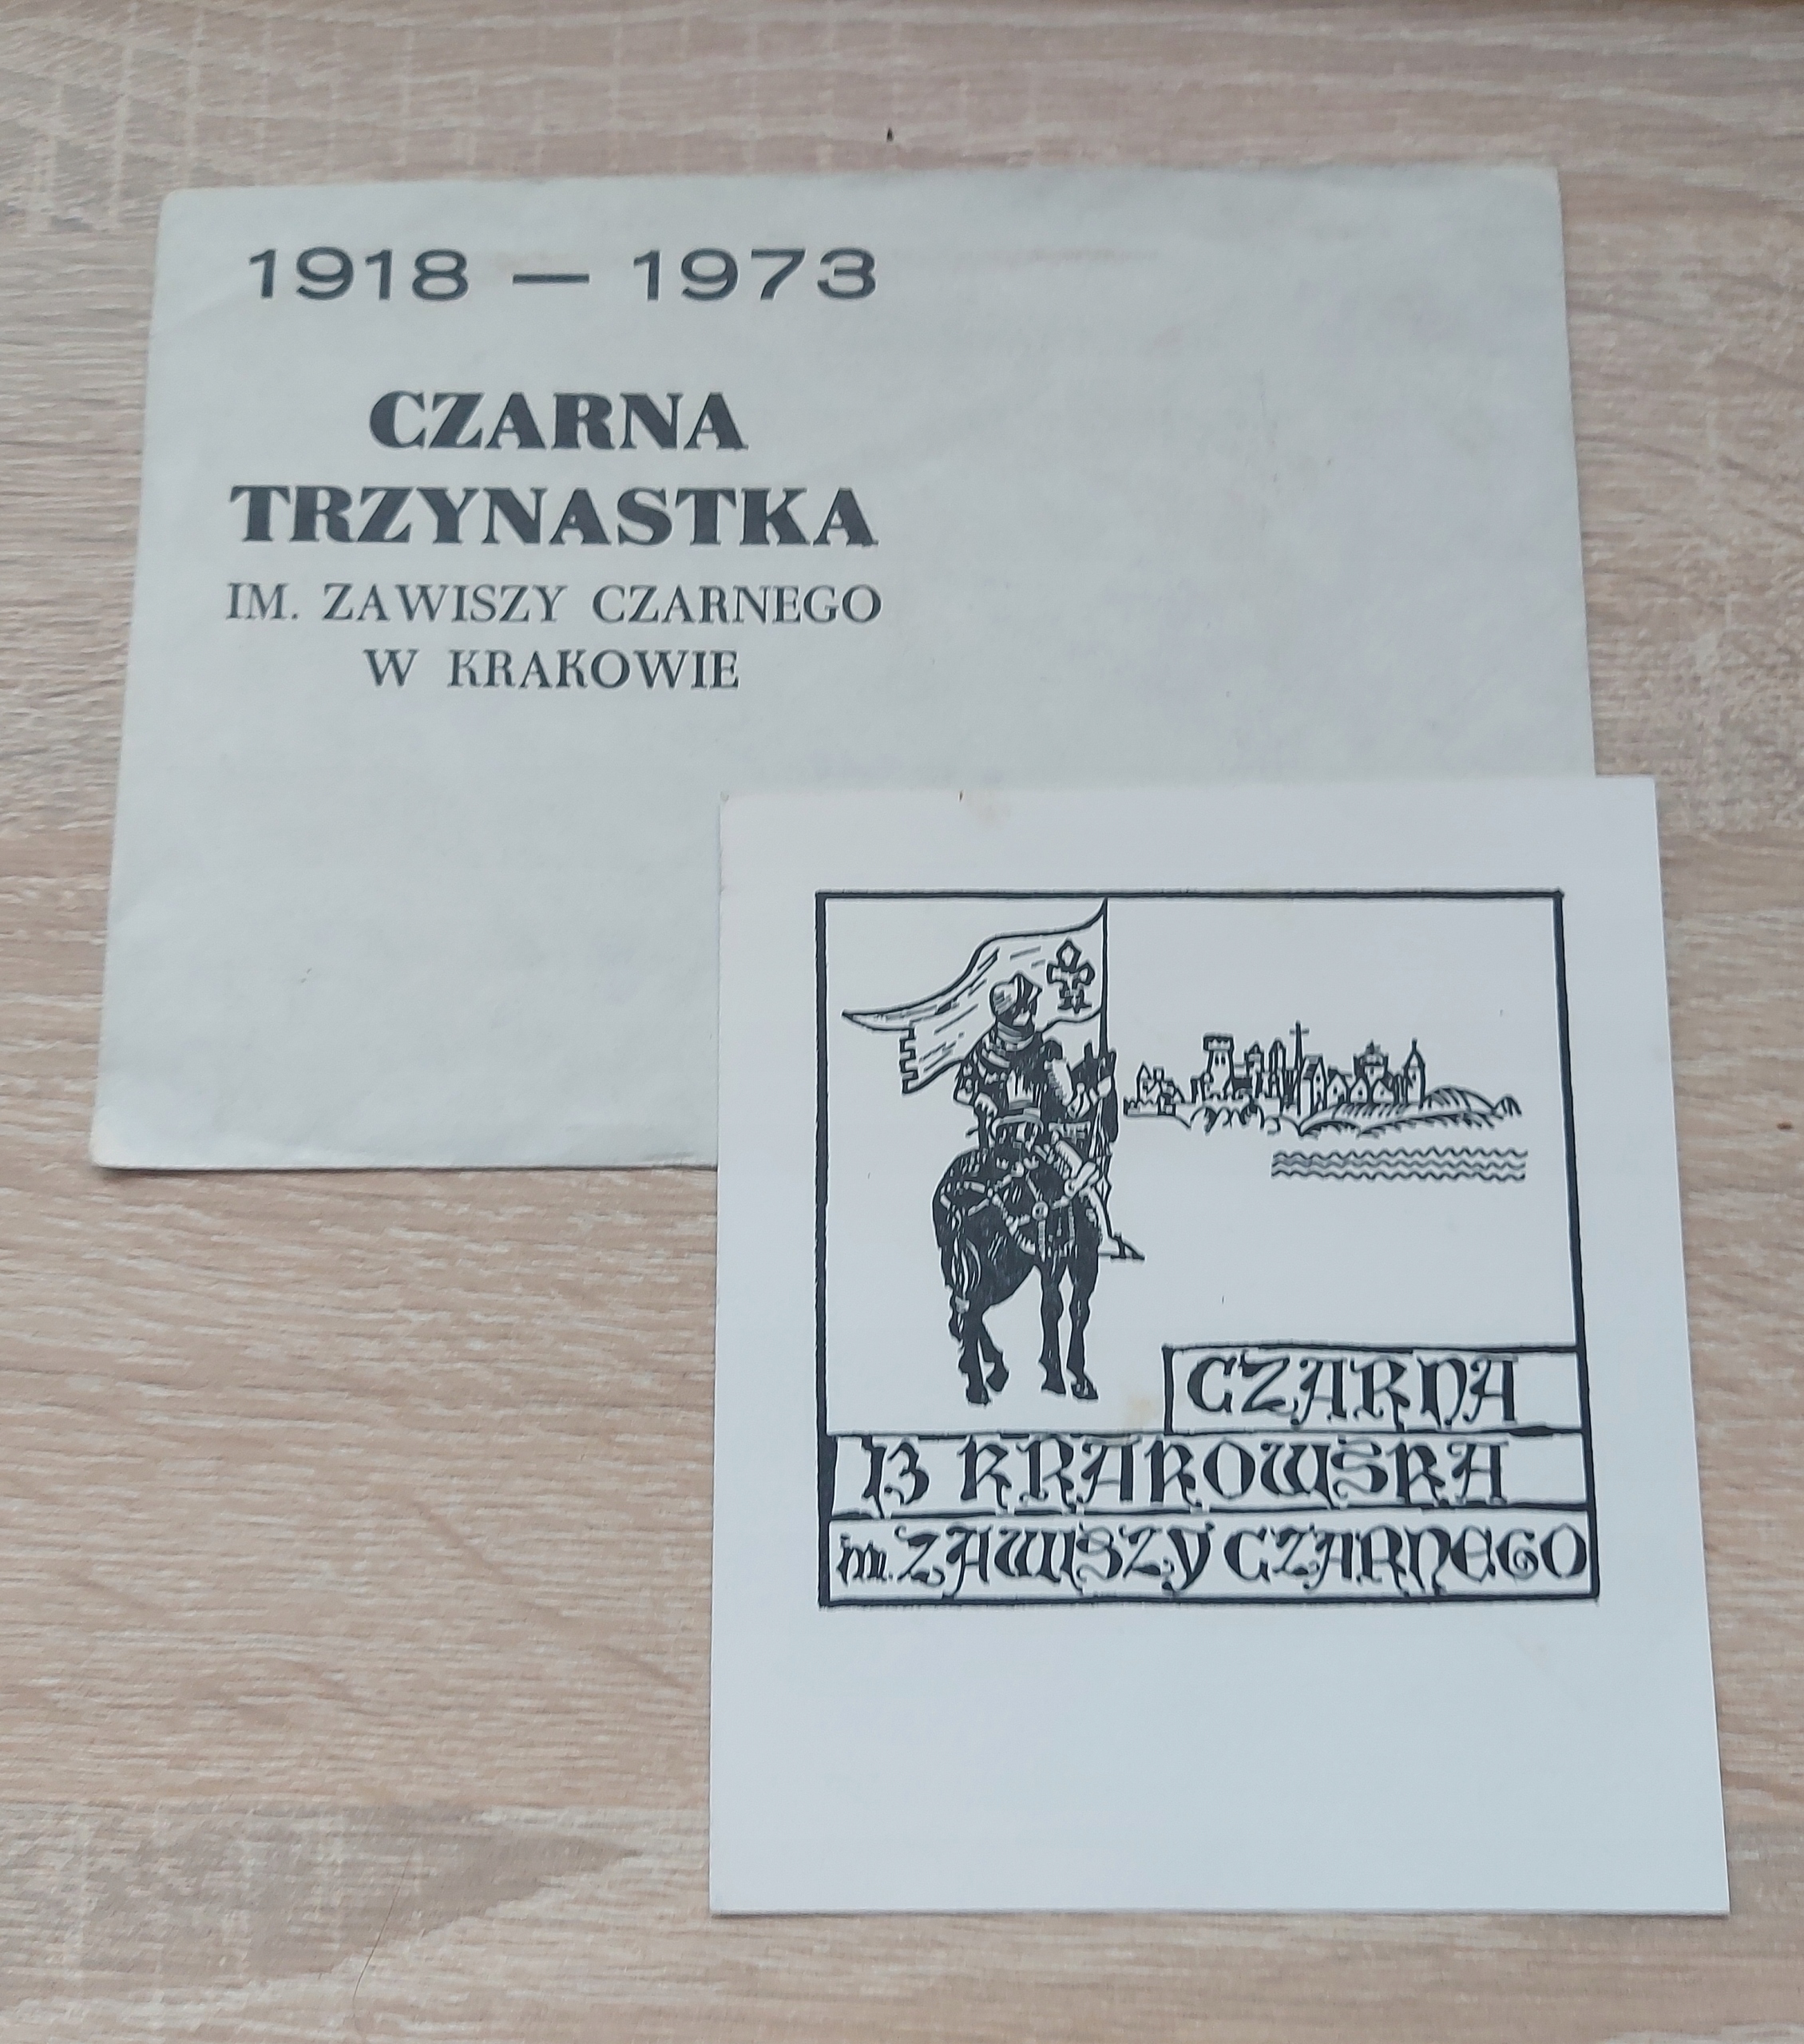 1918 — 1973
CZARNA
TRZYNASTKA
IM. ZAWISZY CZARNEGO
W KRAKOWIE
CZARNA
13 KRAKOWSKA
im. ZAWISZY CZARNEGO